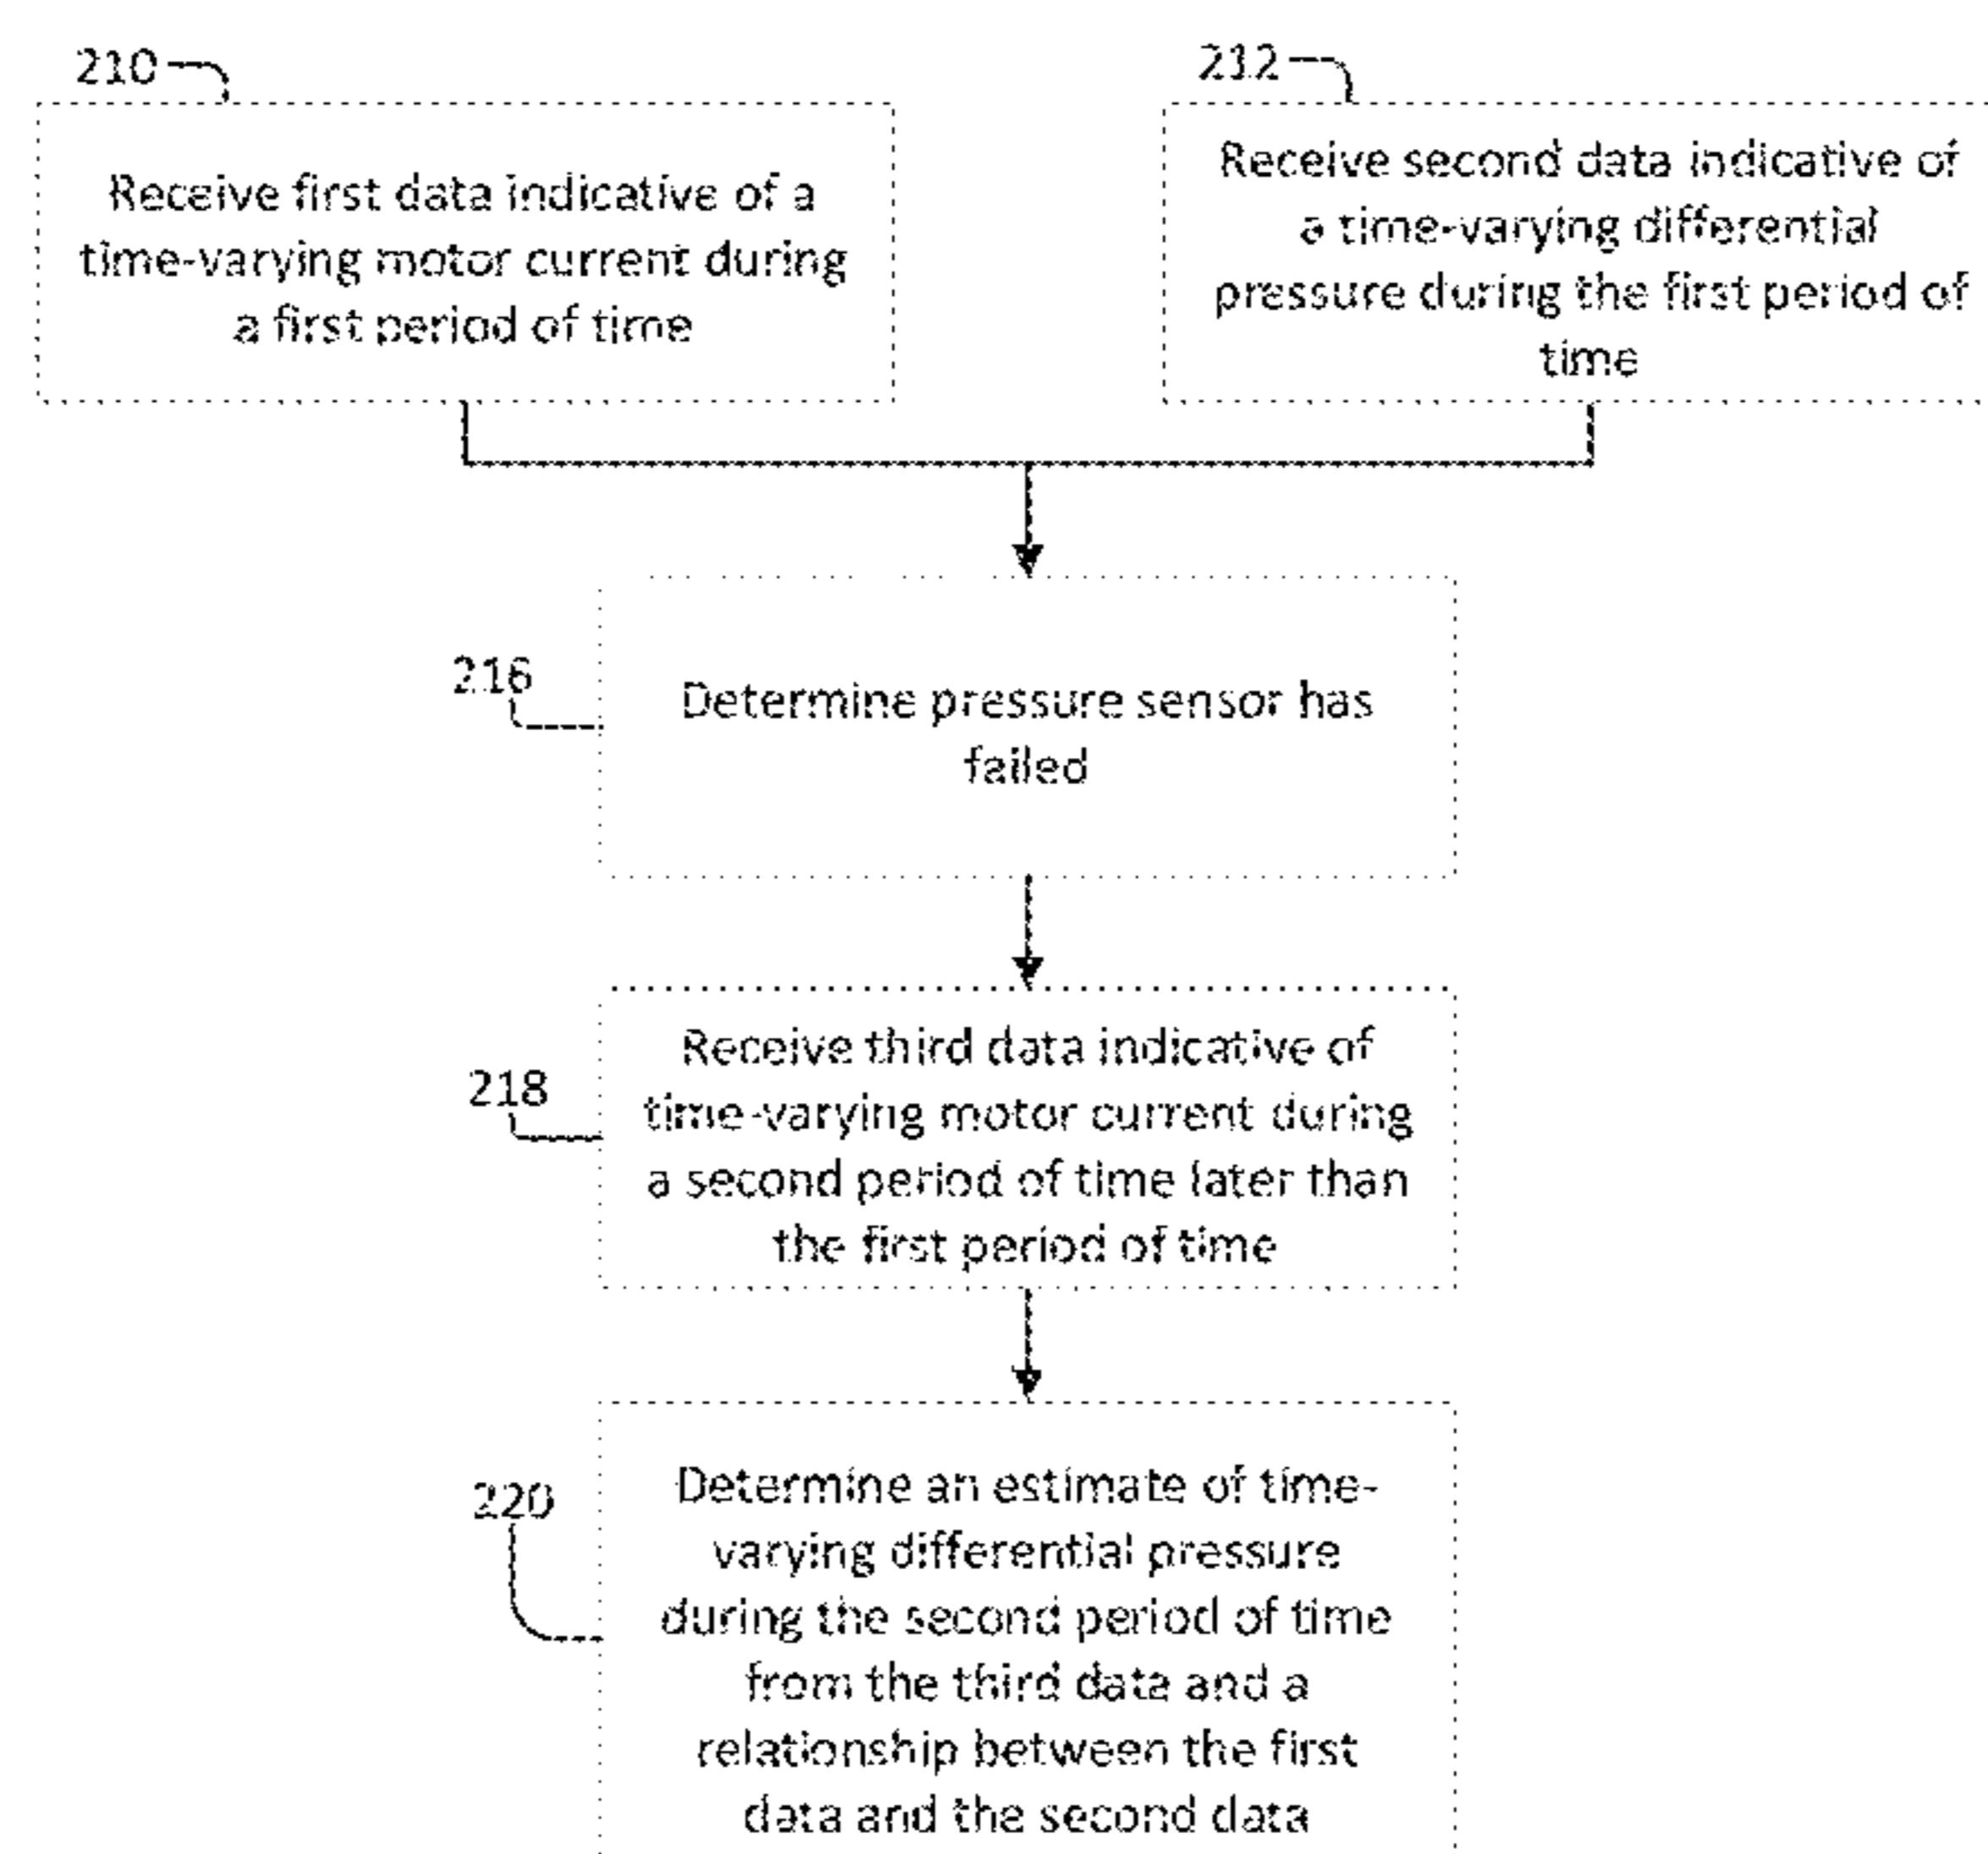 210
Receive first data indicative of a
time-varying motor current during
a first period of time
212
Receive second data indicative of
a time-varying differential
pressure during the first period of
time
216
Determine pressure sensor has
failed
218
Receive third data indicative of
time-varying motor current during
a second period of time later than
the first period of time
220
Determine an estimate of time-
varying differential pressure
during the second period of time
from the third data and a
relationship between the first
data and the second data